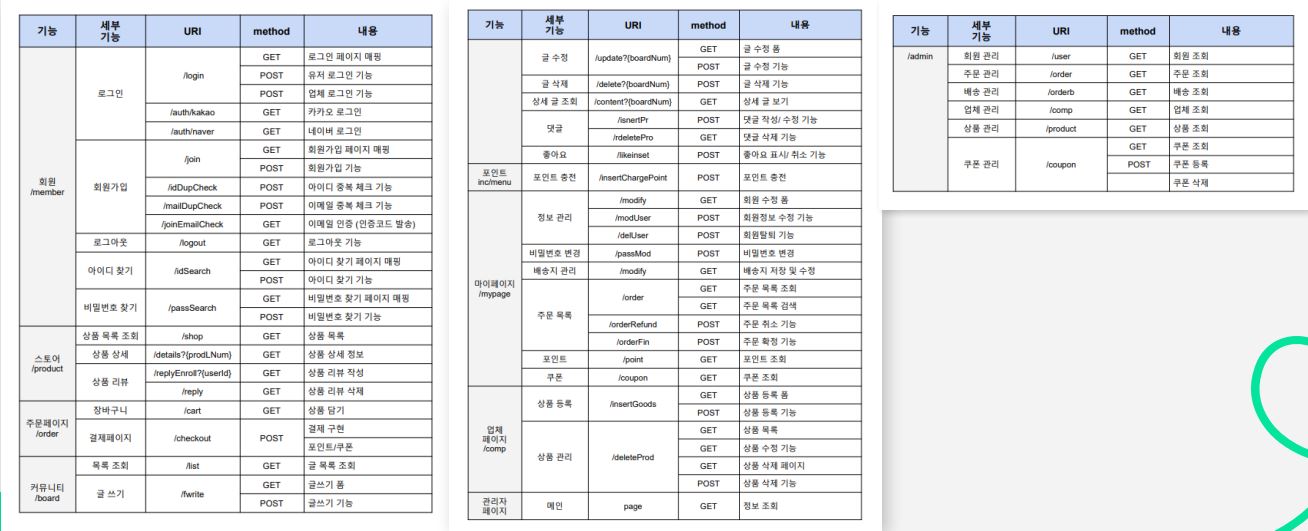 기능 세부 기능 URI method 내용
회원 /member 로그인 /login GET 로그인 페이지 매핑
POST 유저 로그인 기능
POST 업체 로그인 기능
/auth/kakao GET 카카오 로그인
/auth/naver GET 네이버 로그인
회원가입 /join GET 회원가입 페이지 매핑
POST 회원가입 기능
/idDupCheck POST 아이디 중복 체크 기능
/mailDupCheck POST 이메일 중복 체크 기능
/joinEmailCheck GET 이메일 인증 (인증코드 발송)
로그아웃 /logout GET 로그아웃 기능
아이디 찾기 /idSearch GET 아이디 찾기 페이지 매핑
POST 아이디 찾기 기능
비밀번호 찾기 /passSearch GET 비밀번호 찾기 페이지 매핑
POST 비밀번호 찾기 기능
스토어 /product 상품 목록 조회 /shop GET 상품 목록
상품 상세 /details?{prodLNum} GET 상품 상세 정보
상품 리뷰 /replyEnroll?{userId} GET 상품 리뷰 작성
/reply GET 상품 리뷰 삭제
주문페이지 /order 장바구니 /cart GET 상품 담기
결제페이지 /checkout POST 결제 구현
포인트/쿠폰
커뮤니티 /board 목록 조회 /list GET 글 목록 조회
글 쓰기 /fwrite GET 글쓰기 폼
POST 글쓰기 기능
기능 세부 기능 URI method 내용
글 수정 /update?{boardNum} GET 글 수정 폼
POST 글 수정 기능
글 삭제 /delete?{boardNum} POST 글 삭제 기능
상세 글 조회 /content?{boardNum} GET 상세 글 보기
댓글 /isnertPr POST 댓글 작성/ 수정 기능
/rdeletePro GET 댓글 삭제 기능
좋아요 /likeinset POST 좋아요 표시/ 취소 기능
포인트 inc/menu 포인트 충전 /insertChargePoint POST 포인트 충전
마이페이지 /mypage 정보 관리 /modify GET 회원 수정 폼
/modUser POST 회원정보 수정 기능
/delUser POST 회원탈퇴 기능
비밀번호 변경 /passMod POST 비밀번호 변경
배송지 관리 /modify GET 배송지 저장 및 수정
주문 목록 /order GET 주문 목록 조회
GET 주문 목록 검색
/orderRefund POST 주문 취소 기능
/orderFin POST 주문 확정 기능
포인트 /point GET 포인트 조회
쿠폰 /coupon GET 쿠폰 조회
업체 페이지 /comp 상품 등록 /insertGoods GET 상품 등록 폼
POST 상품 등록 기능
상품 관리 /deleteProd GET 상품 목록
GET 상품 수정 기능
GET 상품 삭제 페이지
POST 상품 삭제 기능
관리자 페이지 메인 page GET 정보 조회
기능 세부 기능 URI method 내용
/admin 회원 관리 /user GET 회원 조회
주문 관리 /order GET 주문 조회
배송 관리 /orderb GET 배송 조회
업체 관리 /comp GET 업체 조회
상품 관리 /product GET 상품 조회
쿠폰 관리 /coupon GET 쿠폰 조회
POST 쿠폰 등록
쿠폰 삭제